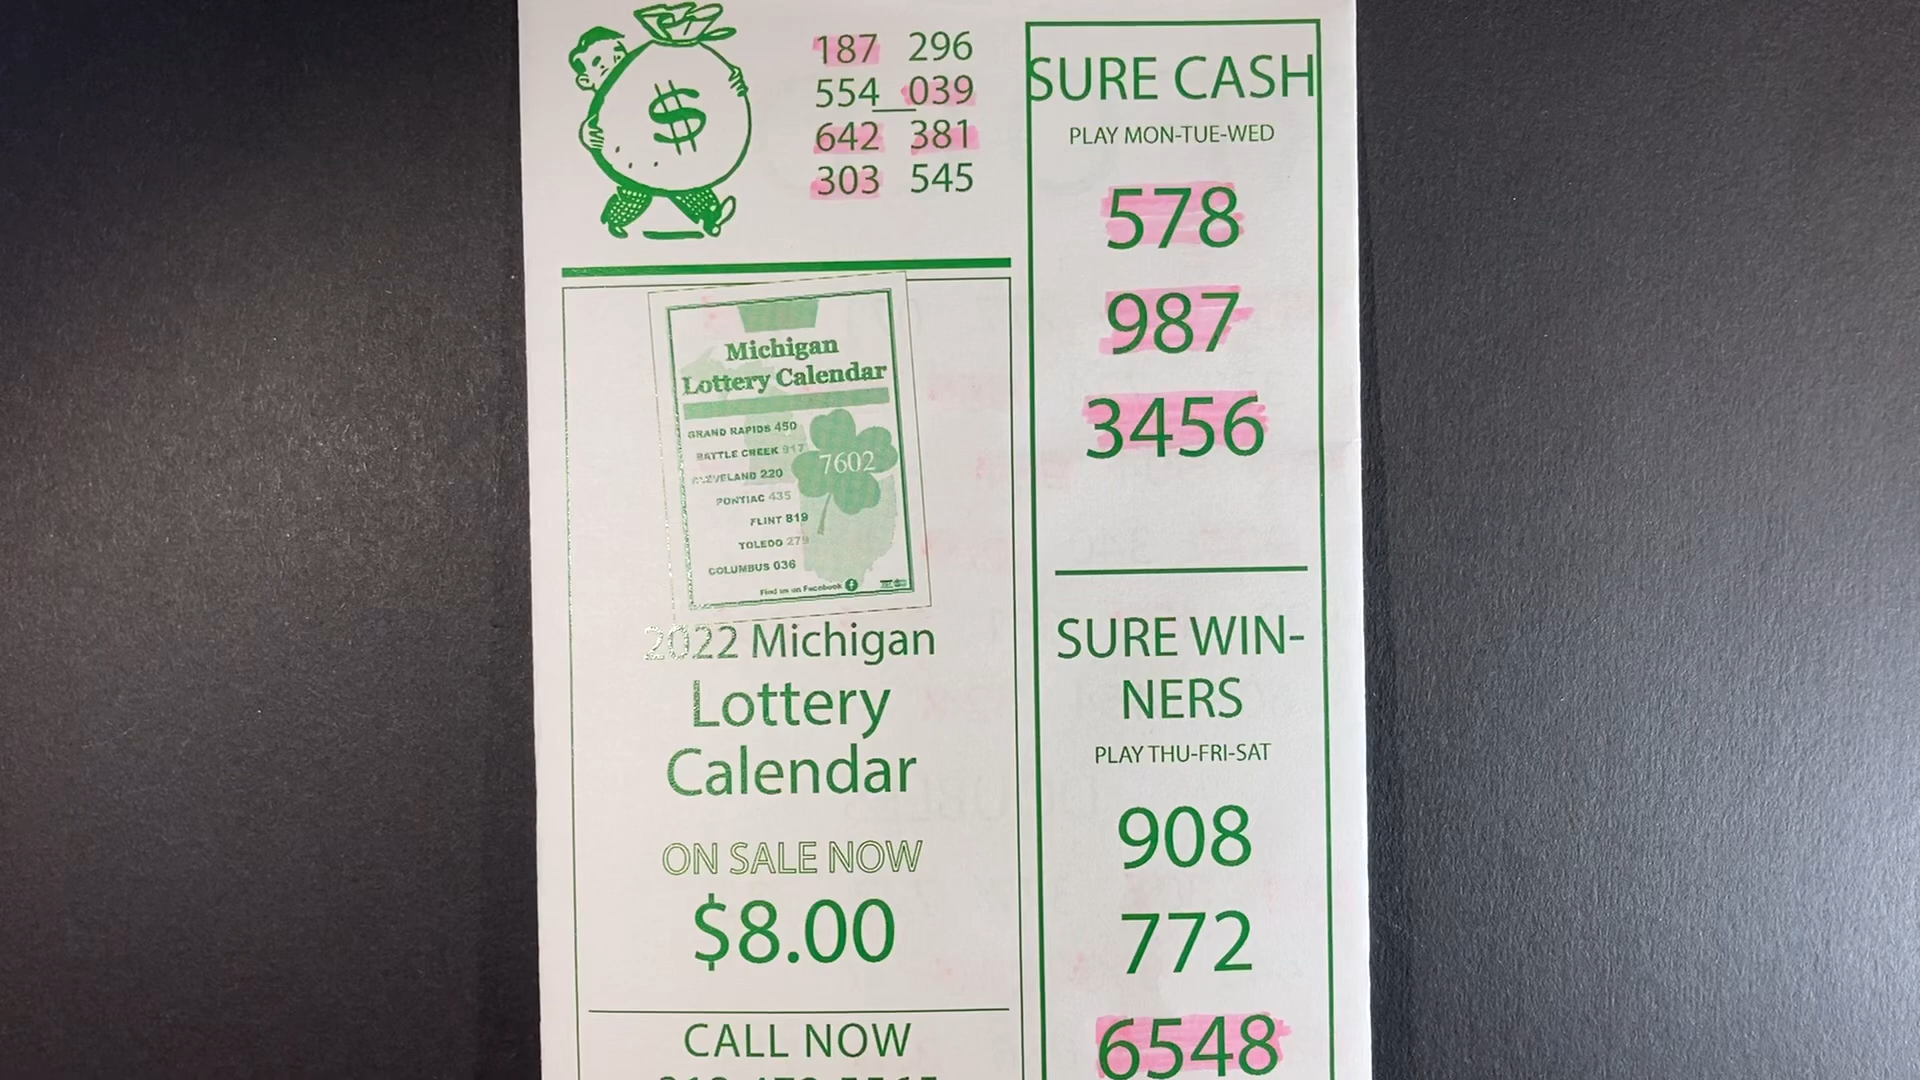 $
187 296
554 039
642 381
303 545
Michigan
Lottery Calendar
GRAND RAPIDS 450
BATTLE CREEK 917
CLEVELAND 220
PONTIAC 435
FLINT 819
TOLEDO 279
COLUMBUS 036
7602
Find us on Facebook f
2022 Michigan
Lottery
Calendar
ON SALE NOW
$8.00
CALL NOW
SURE CASH
PLAY MON-TUE-WED
578
987
3456
SURE WIN-
NERS
PLAY THU-FRI-SAT
908
772
6548